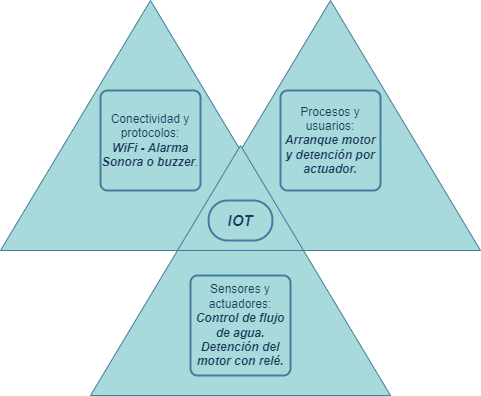 Conectividad y
protocolos:
WiFi - Alarma
Sonora o buzzer.
Procesos y
usuarios:
Arranque motor
y detención por
actuador.
IOT
Sensores y
actuadores:
Control de flujo
de agua.
Detención del
motor con relé.